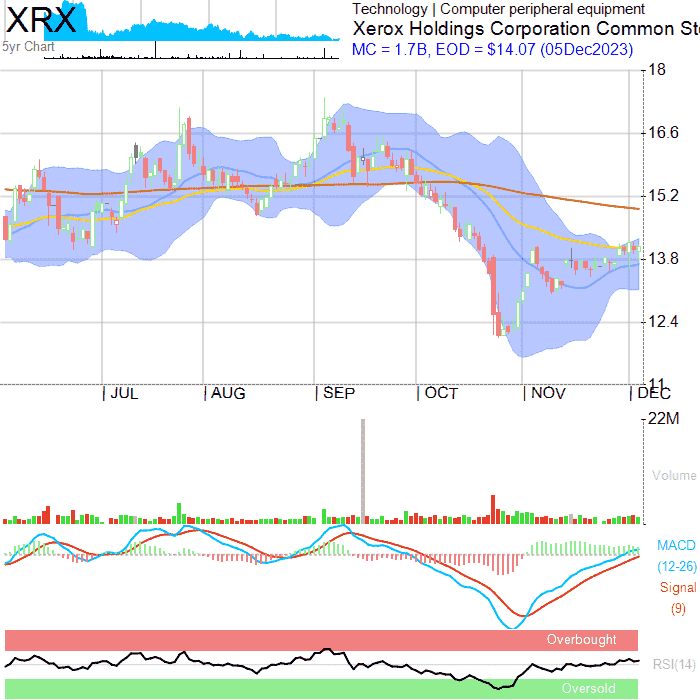 XRX
5yr Chart
Technology | Computer peripheral equipment
Xerox Holdings Corporation Common Sto
MC = 1.7B, EOD = $14.07 (05Dec2023)
18
16.6
15.2
13.8
12.4
11
JUL AUG SEP OCT NOV DEC
22M
Volume
MACD
(12-26)
Signal
(9)
Overbought
RSI(14)
Oversold